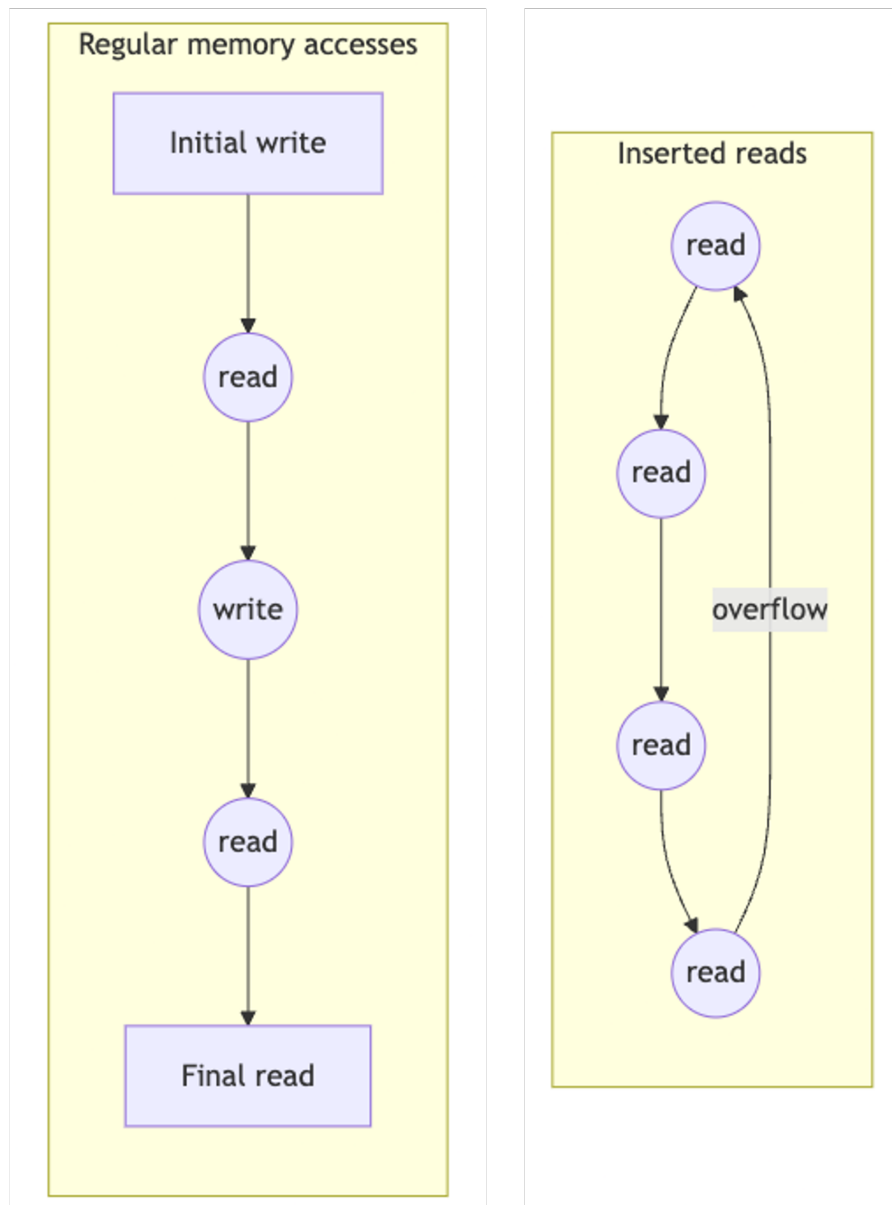 Regular memory accesses
Initial write
read
write
read
Final read
Inserted reads
read
read
overflow
read
read